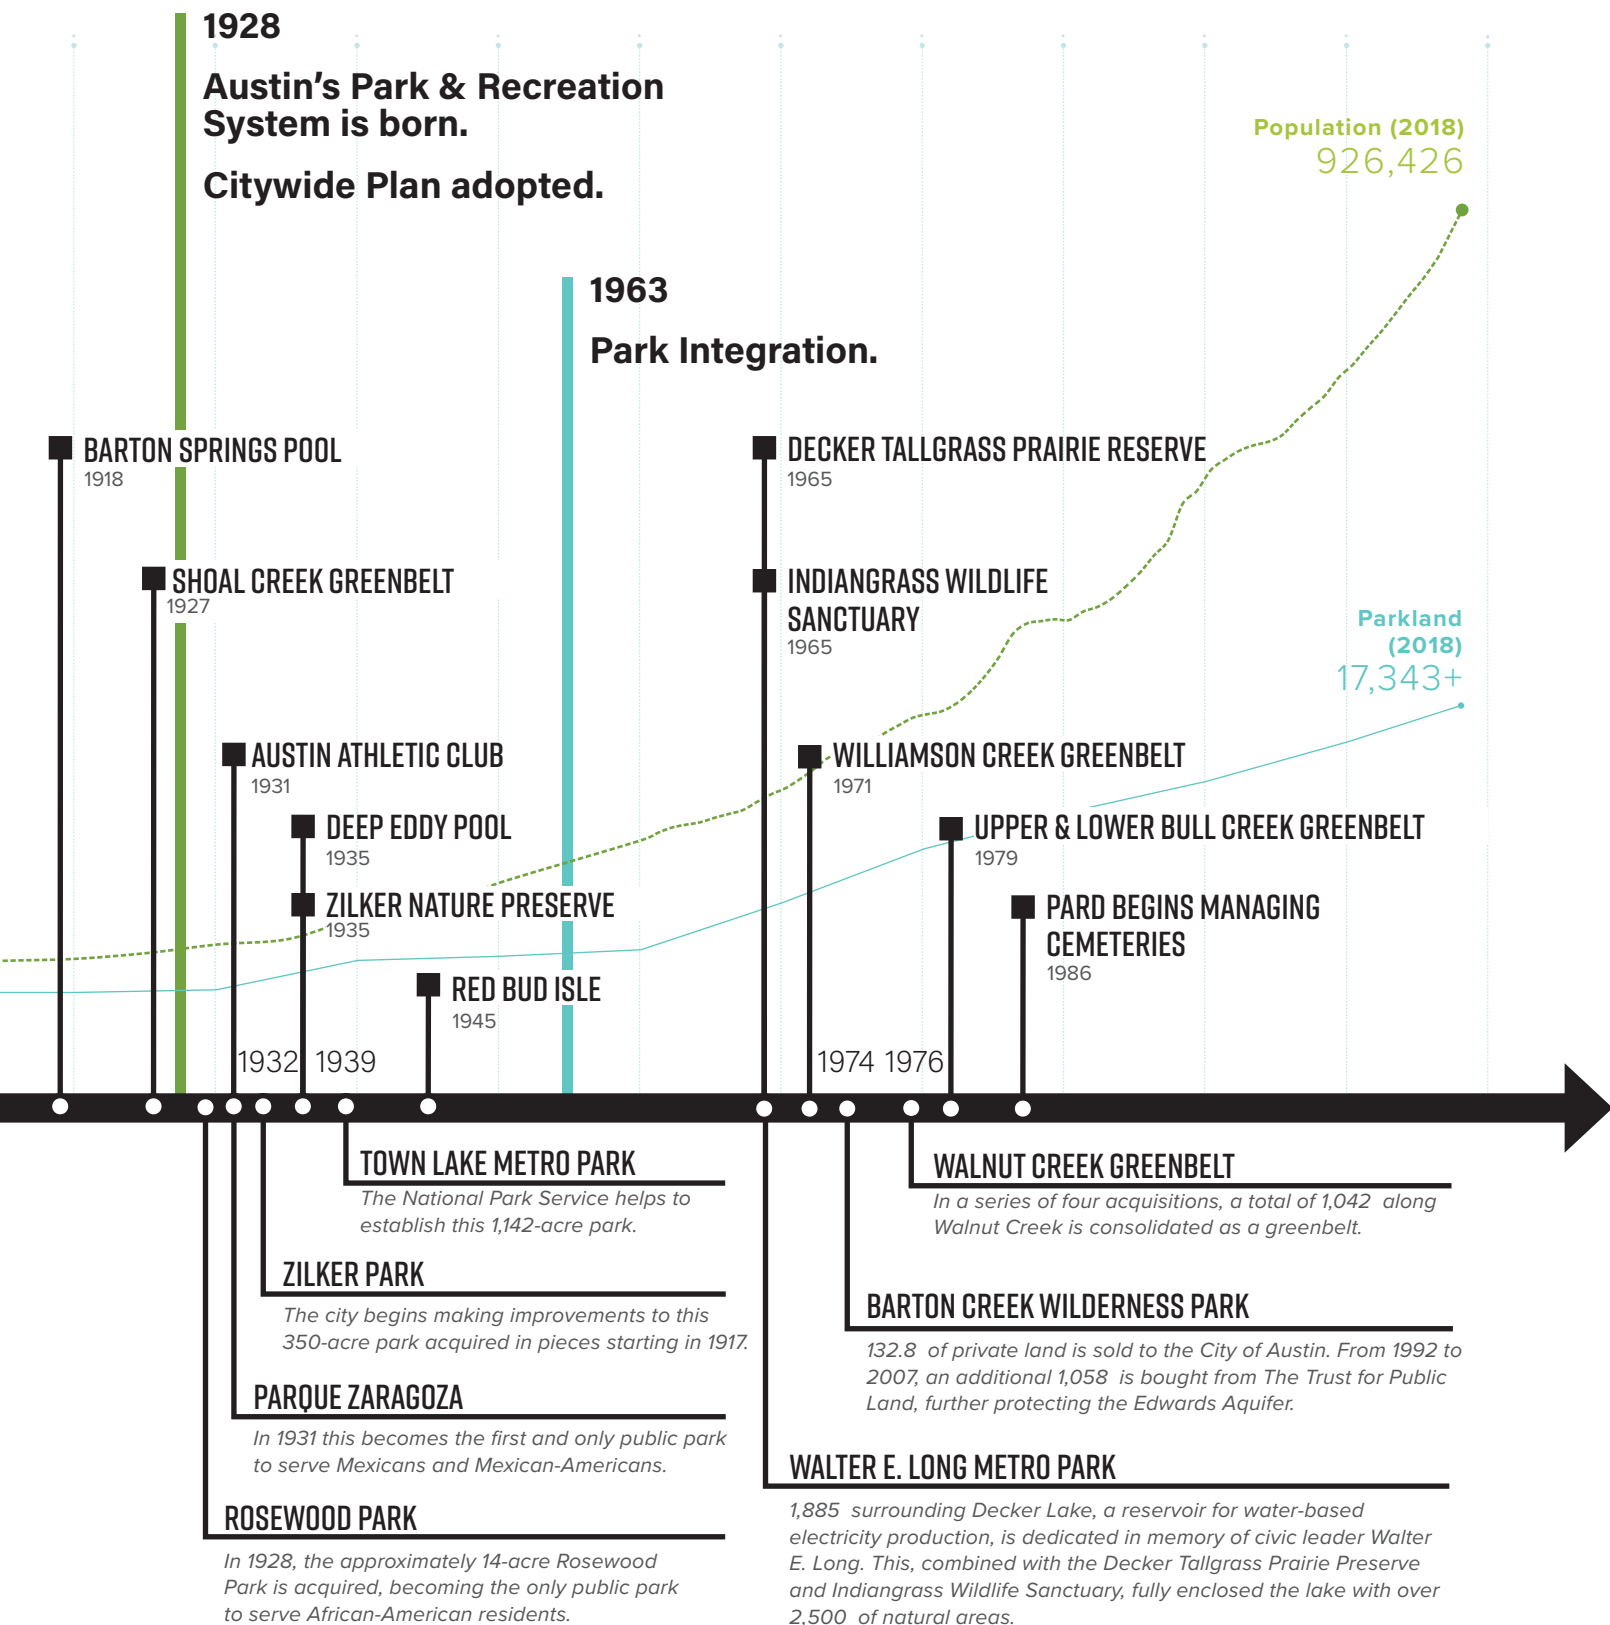 1928
Austin's Park & Recreation
System is born.
Citywide Plan adopted.
Population (2018)
926,426
1963
Park Integration.
BARTON SPRINGS POOL
1918
DECKER TALLGRASS PRAIRIE RESERVE
1965
SHOAL CREEK GREENBELT
1927
INDIANGRASS WILDLIFE
SANCTUARY
1965
Parkland
(2018)
17,343+
AUSTIN ATHLETIC CLUB
1931
WILLIAMSON CREEK GREENBELT
1971
DEEP EDDY POOL
1935
UPPER & LOWER BULL CREEK GREENBELT
1979
ZILKER NATURE PRESERVE
1935
PARD BEGINS MANAGING
CEMETERIES
1986
RED BUD ISLE
1945
1932
1939
1974
1976
TOWN LAKE METRO PARK
The National Park Service helps to
establish this 1,142-acre park.
WALNUT CREEK GREENBELT
In a series of four acquisitions, a total of 1,042 along
Walnut Creek is consolidated as a greenbelt.
ZILKER PARK
The city begins making improvements to this
350-acre park acquired in pieces starting in 1917.
BARTON CREEK WILDERNESS PARK
132.8 of private land is sold to the City of Austin. From 1992 to
2007, an additional 1,058 is bought from The Trust for Public
Land, further protecting the Edwards Aquifer.
PARQUE ZARAGOZA
In 1931 this becomes the first and only public park
to serve Mexicans and Mexican-Americans.
WALTER E. LONG METRO PARK
1,885 surrounding Decker Lake, a reservoir for water-based
electricity production, is dedicated in memory of civic leader Walter
E. Long. This, combined with the Decker Tallgrass Prairie Preserve
and Indiangrass Wildlife Sanctuary, fully enclosed the lake with over
2,500 of natural areas.
ROSEWOOD PARK
In 1928, the approximately 14-acre Rosewood
Park is acquired, becoming the only public park
to serve African-American residents.